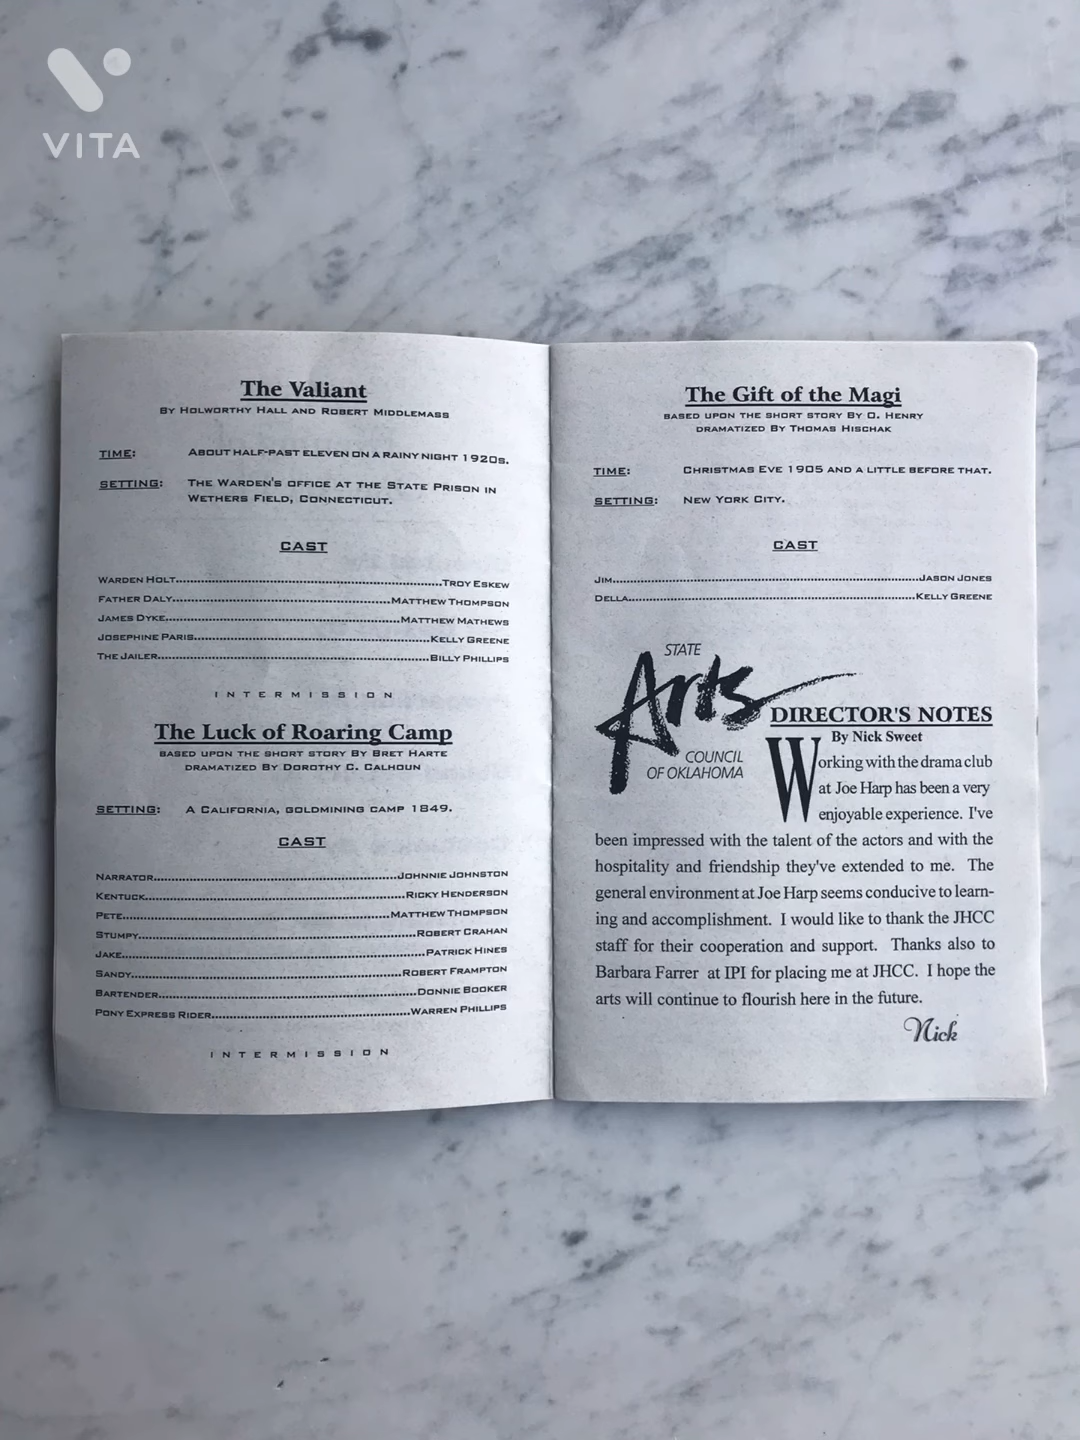 VITA
The Valiant
BY HOLWORTHY HALL AND ROBERT MIDDLEMASS
TIME: ABOUT HALF-PAST ELEVEN ON A RAINY NIGHT 1920s.
SETTING: THE WARDEN'S OFFICE AT THE STATE PRISON IN
WETHERS FIELD, CONNECTICUT.
CAST
WARDEN HOLT........TROY ESKEW
FATHER DALY........MATTHEW THOMPSON
JAMES DYKE........MATTHEW MATHEWS
JOSEPHINE PARIS........KELLY GREENE
THE JAILER........BILLY PHILLIPS
INTERMISSION
The Luck of Roaring Camp
BASED UPON THE SHORT STORY BY BRET HARTE
DRAMATIZED BY DOROTHY C. CALHOUN
SETTING: A CALIFORNIA, GOLDMINING CAMP 1849.
CAST
NARRATOR........JOHNNIE JOHNSTON
KENTUCK........RICKY HENDERSON
PETE........MATTHEW THOMPSON
STUMPY........ROBERT CRAHAN
JAKE........PATRICK HINES
SANDY........ROBERT FRAMPTON
BARTENDER........DONNIE BOOKER
PONY EXPRESS RIDER........WARREN PHILLIPS
INTERMISSION
The Gift of the Magi
BASED UPON THE SHORT STORY BY O. HENRY
DRAMATIZED BY THOMAS HISCHAK
TIME: CHRISTMAS EVE 1905 AND A LITTLE BEFORE THAT.
SETTING: NEW YORK CITY.
CAST
JIM........JASON JONES
DELLA........KELLY GREENE
STATE
Arts
COUNCIL
OF OKLAHOMA
DIRECTOR'S NOTES
By Nick Sweet
Working with the drama club
at Joe Harp has been a very
enjoyable experience. I've
been impressed with the talent of the actors and with the
hospitality and friendship they've extended to me. The
general environment at Joe Harp seems conducive to learn-
ing and accomplishment. I would like to thank the JHCC
staff for their cooperation and support. Thanks also to
Barbara Farrer at IPI for placing me at JHCC. I hope the
arts will continue to flourish here in the future.
Nick